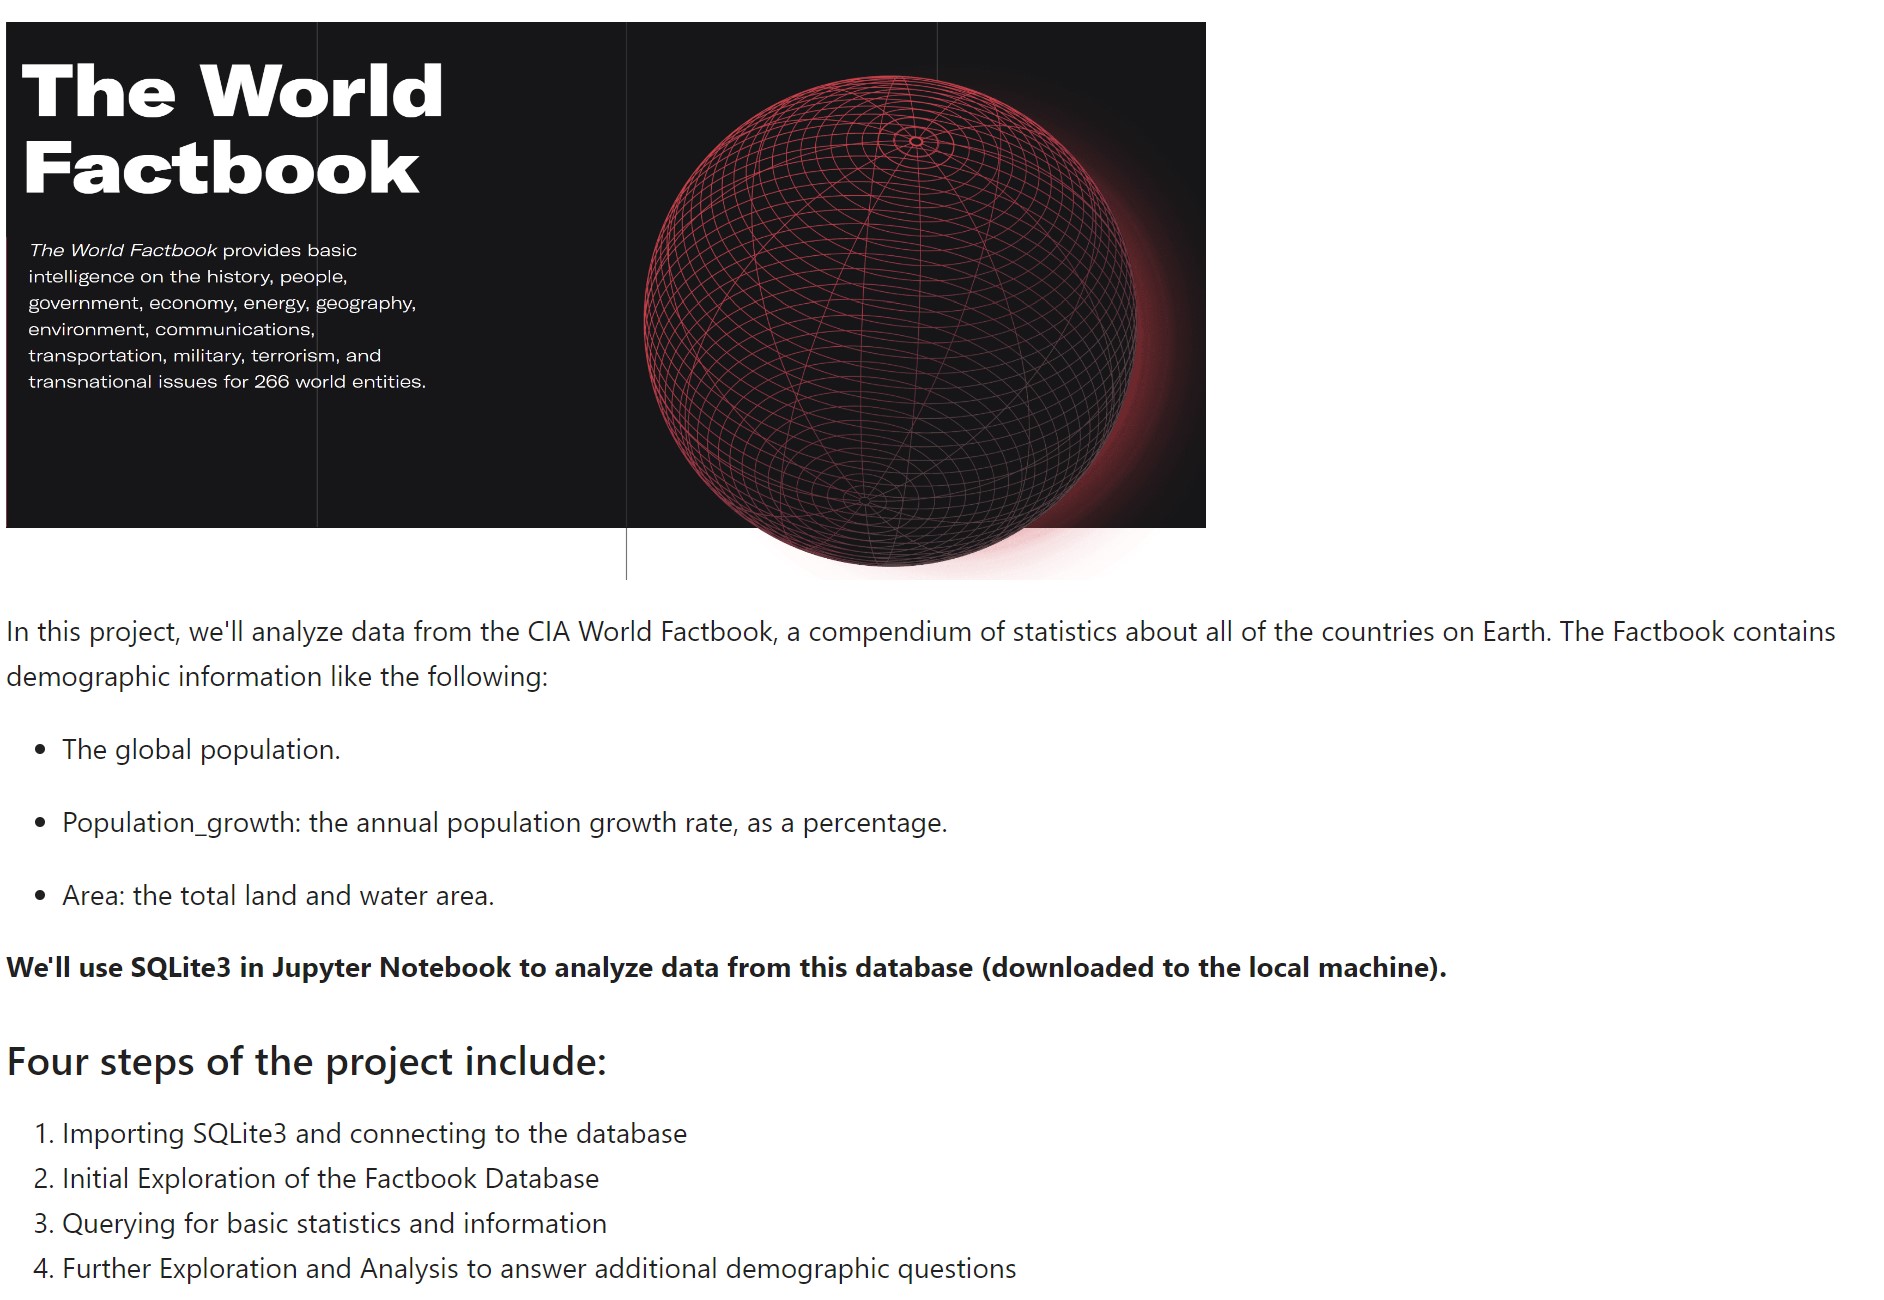 The World
Factbook
The World Factbook provides basic
intelligence on the history, people,
government, economy, energy, geography,
environment, communications,
transportation, military, terrorism, and
transnational issues for 266 world entities.
In this project, we'll analyze data from the CIA World Factbook, a compendium of statistics about all of the countries on Earth. The Factbook contains
demographic information like the following:
• The global population.
• Population_growth: the annual population growth rate, as a percentage.
• Area: the total land and water area.
We'll use SQLite3 in Jupyter Notebook to analyze data from this database (downloaded to the local machine).
Four steps of the project include:
1. Importing SQLite3 and connecting to the database
2. Initial Exploration of the Factbook Database
3. Querying for basic statistics and information
4. Further Exploration and Analysis to answer additional demographic questions